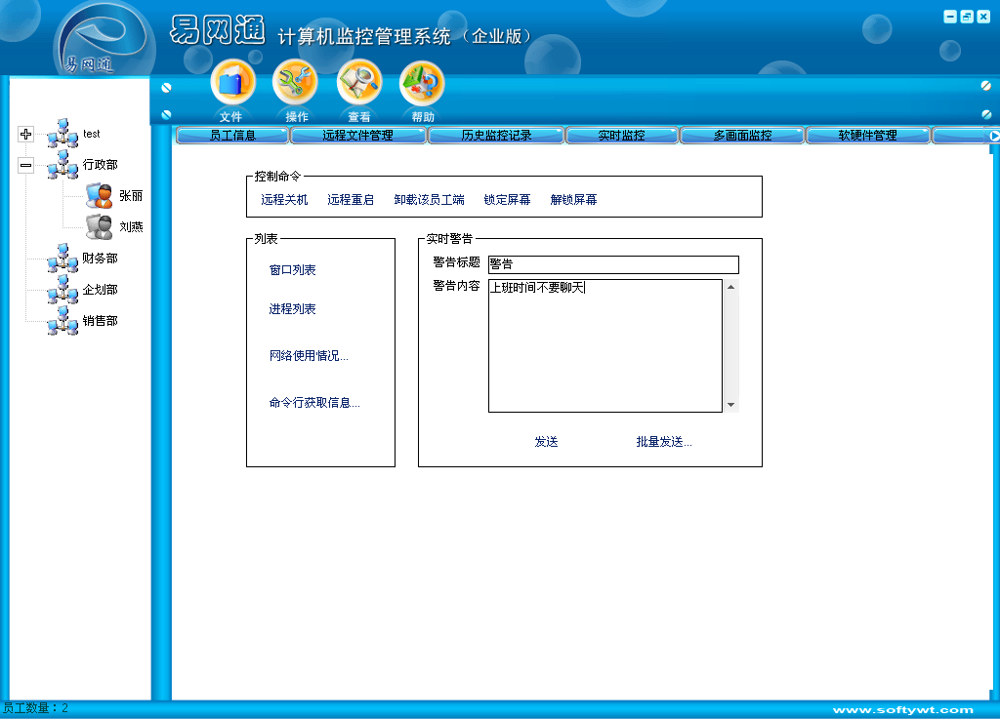 易网通 计算机监控管理系统（企业版）
易网通
文件 操作 查看 帮助
员工信息 远程文件管理 历史监控记录 实时监控 多画面监控 软硬件管理
test
行政部
张丽
刘燕
财务部
企划部
销售部
控制命令
远程关机 远程重启 卸载该员工端 锁定屏幕 解锁屏幕
列表
窗口列表
进程列表
网络使用情况...
命令行获取信息...
实时警告
警告标题 警告
警告内容 上班时间不要聊天
发送 批量发送...
员工数量：2
www.softywt.com